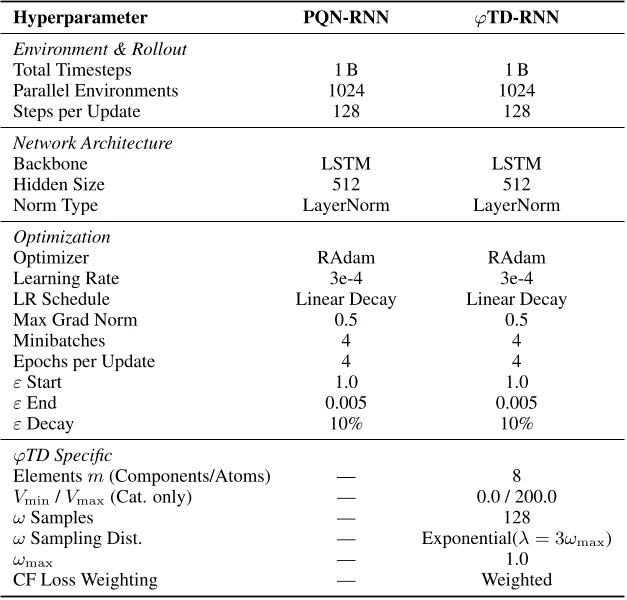 Hyperparameter PQN-RNN φTD-RNN
Environment & Rollout
Total Timesteps 1 B 1 B
Parallel Environments 1024 1024
Steps per Update 128 128
Network Architecture
Backbone LSTM LSTM
Hidden Size 512 512
Norm Type LayerNorm LayerNorm
Optimization
Optimizer RAdam RAdam
Learning Rate 3e-4 3e-4
LR Schedule Linear Decay Linear Decay
Max Grad Norm 0.5 0.5
Minibatches 4 4
Epochs per Update 4 4
ε Start 1.0 1.0
ε End 0.005 0.005
ε Decay 10% 10%
φTD Specific
Elements m (Components/Atoms) — 8
Vmin / Vmax (Cat. only) — 0.0 / 200.0
ω Samples — 128
ω Sampling Dist. — Exponential(λ = 3ωmax)
ωmax — 1.0
CF Loss Weighting — Weighted